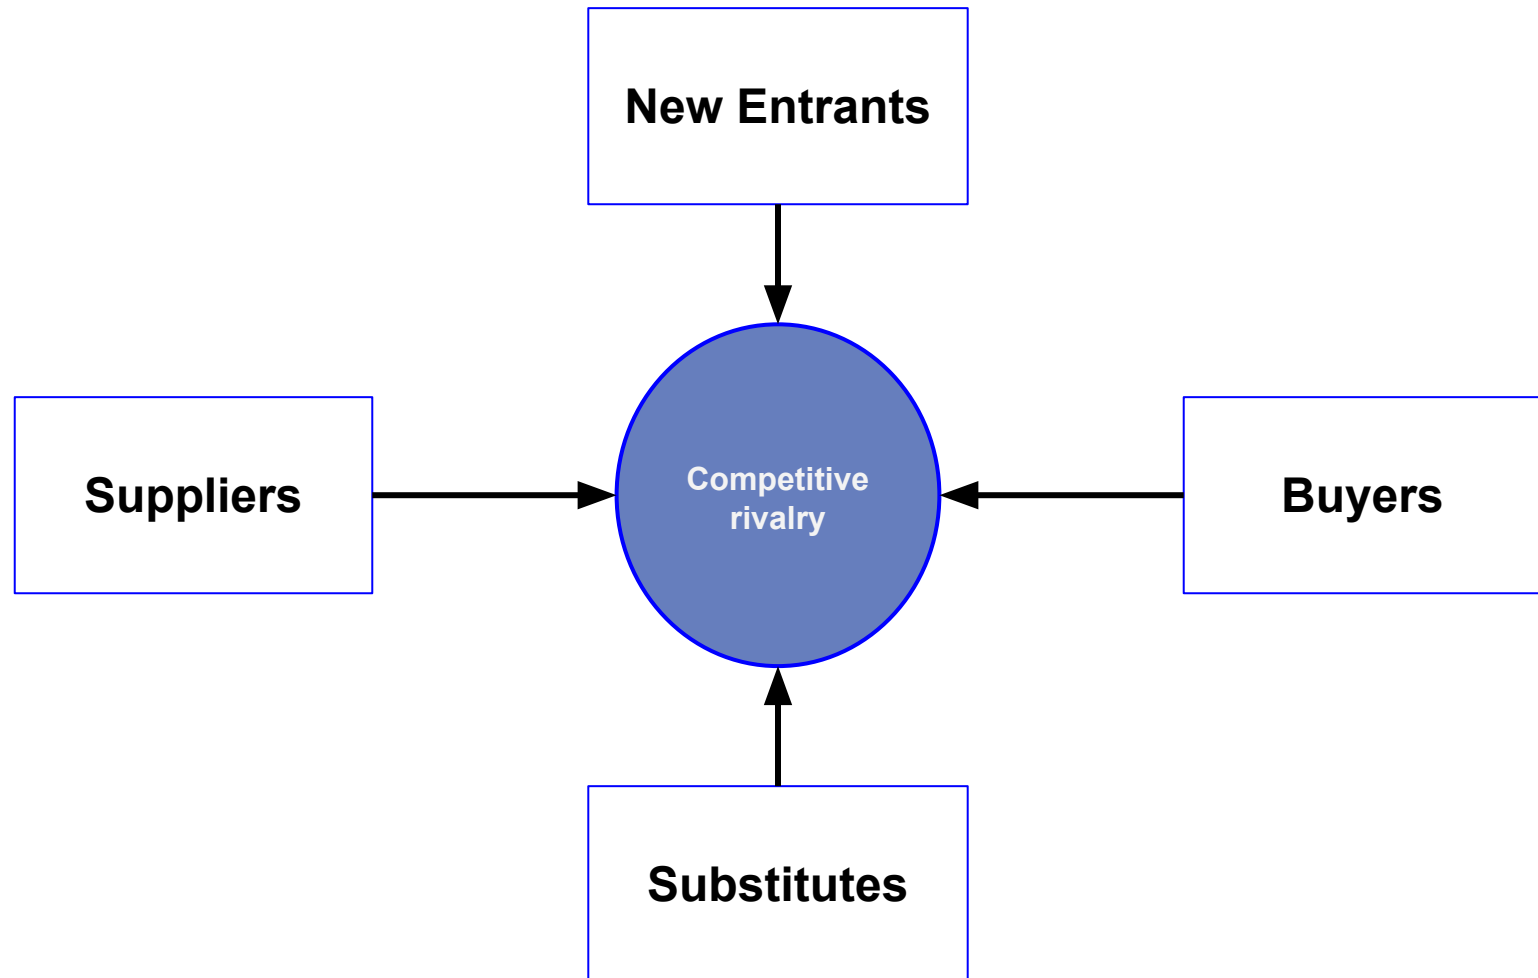 New Entrants
Suppliers
Competitive
rivalry
Buyers
Substitutes